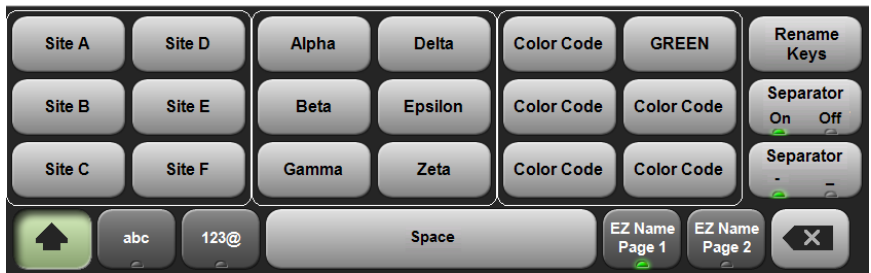 Site A Site D Alpha Delta Color Code GREEN Rename Keys
Site B Site E Beta Epsilon Color Code Color Code Separator
On Off
Site C Site F Gamma Zeta Color Code Color Code Separator
- _
abc 123@ Space EZ Name Page 1 EZ Name Page 2